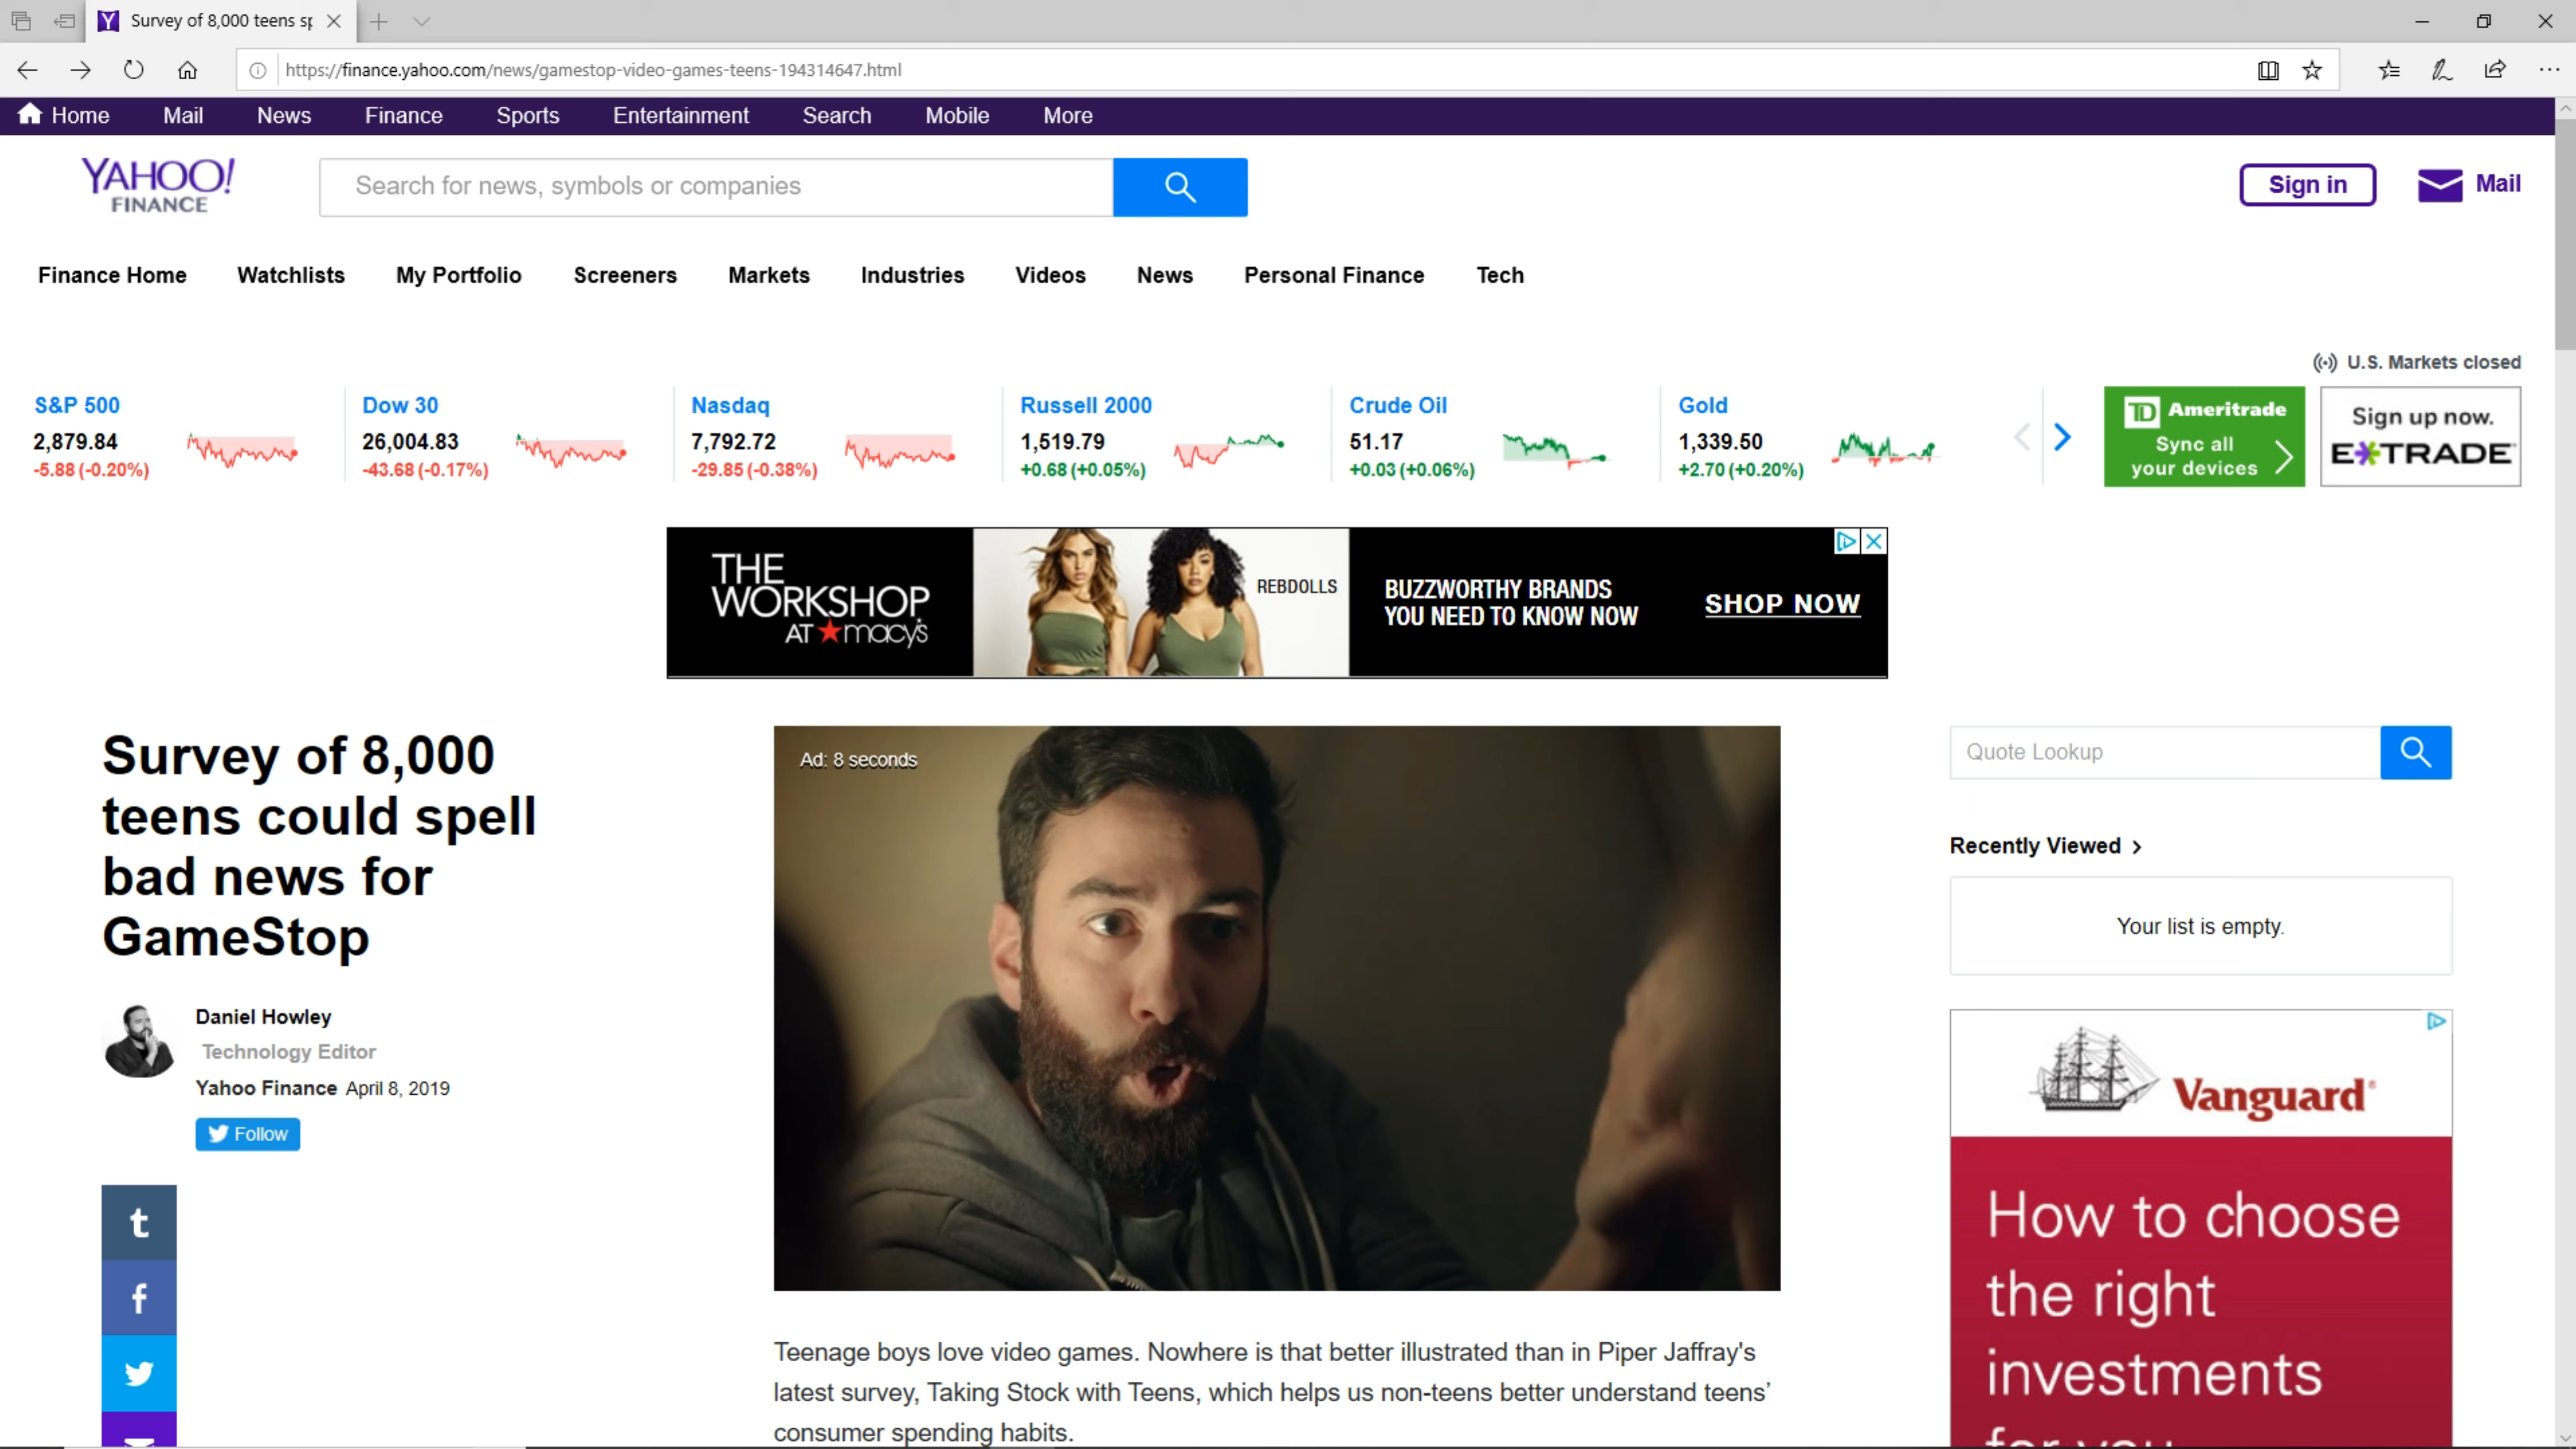 Survey of 8,000 teens sp
https://finance.yahoo.com/news/gamestop-video-games-teens-194314647.html
Home Mail News Finance Sports Entertainment Search Mobile More
YAHOO!
FINANCE
Search for news, symbols or companies
Sign in
Mail
Finance Home Watchlists My Portfolio Screeners Markets Industries Videos News Personal Finance Tech
U.S. Markets closed
S&P 500
2,879.84
-5.88 (-0.20%)
Dow 30
26,004.83
-43.68 (-0.17%)
Nasdaq
7,792.72
-29.85 (-0.38%)
Russell 2000
1,519.79
+0.68 (+0.05%)
Crude Oil
51.17
+0.03 (+0.06%)
Gold
1,339.50
+2.70 (+0.20%)
TD Ameritrade
Sync all
your devices
Sign up now.
E*TRADE
THE
WORKSHOP
AT macy's
REBDOLLS
BUZZWORTHY BRANDS
YOU NEED TO KNOW NOW
SHOP NOW
Survey of 8,000
teens could spell
bad news for
GameStop
Daniel Howley
Technology Editor
Yahoo Finance April 8, 2019
Follow
Ad: 8 seconds
Teenage boys love video games. Nowhere is that better illustrated than in Piper Jaffray's
latest survey, Taking Stock with Teens, which helps us non-teens better understand teens’
consumer spending habits.
Quote Lookup
Recently Viewed
Your list is empty.
Vanguard®
How to choose
the right
investments
for you